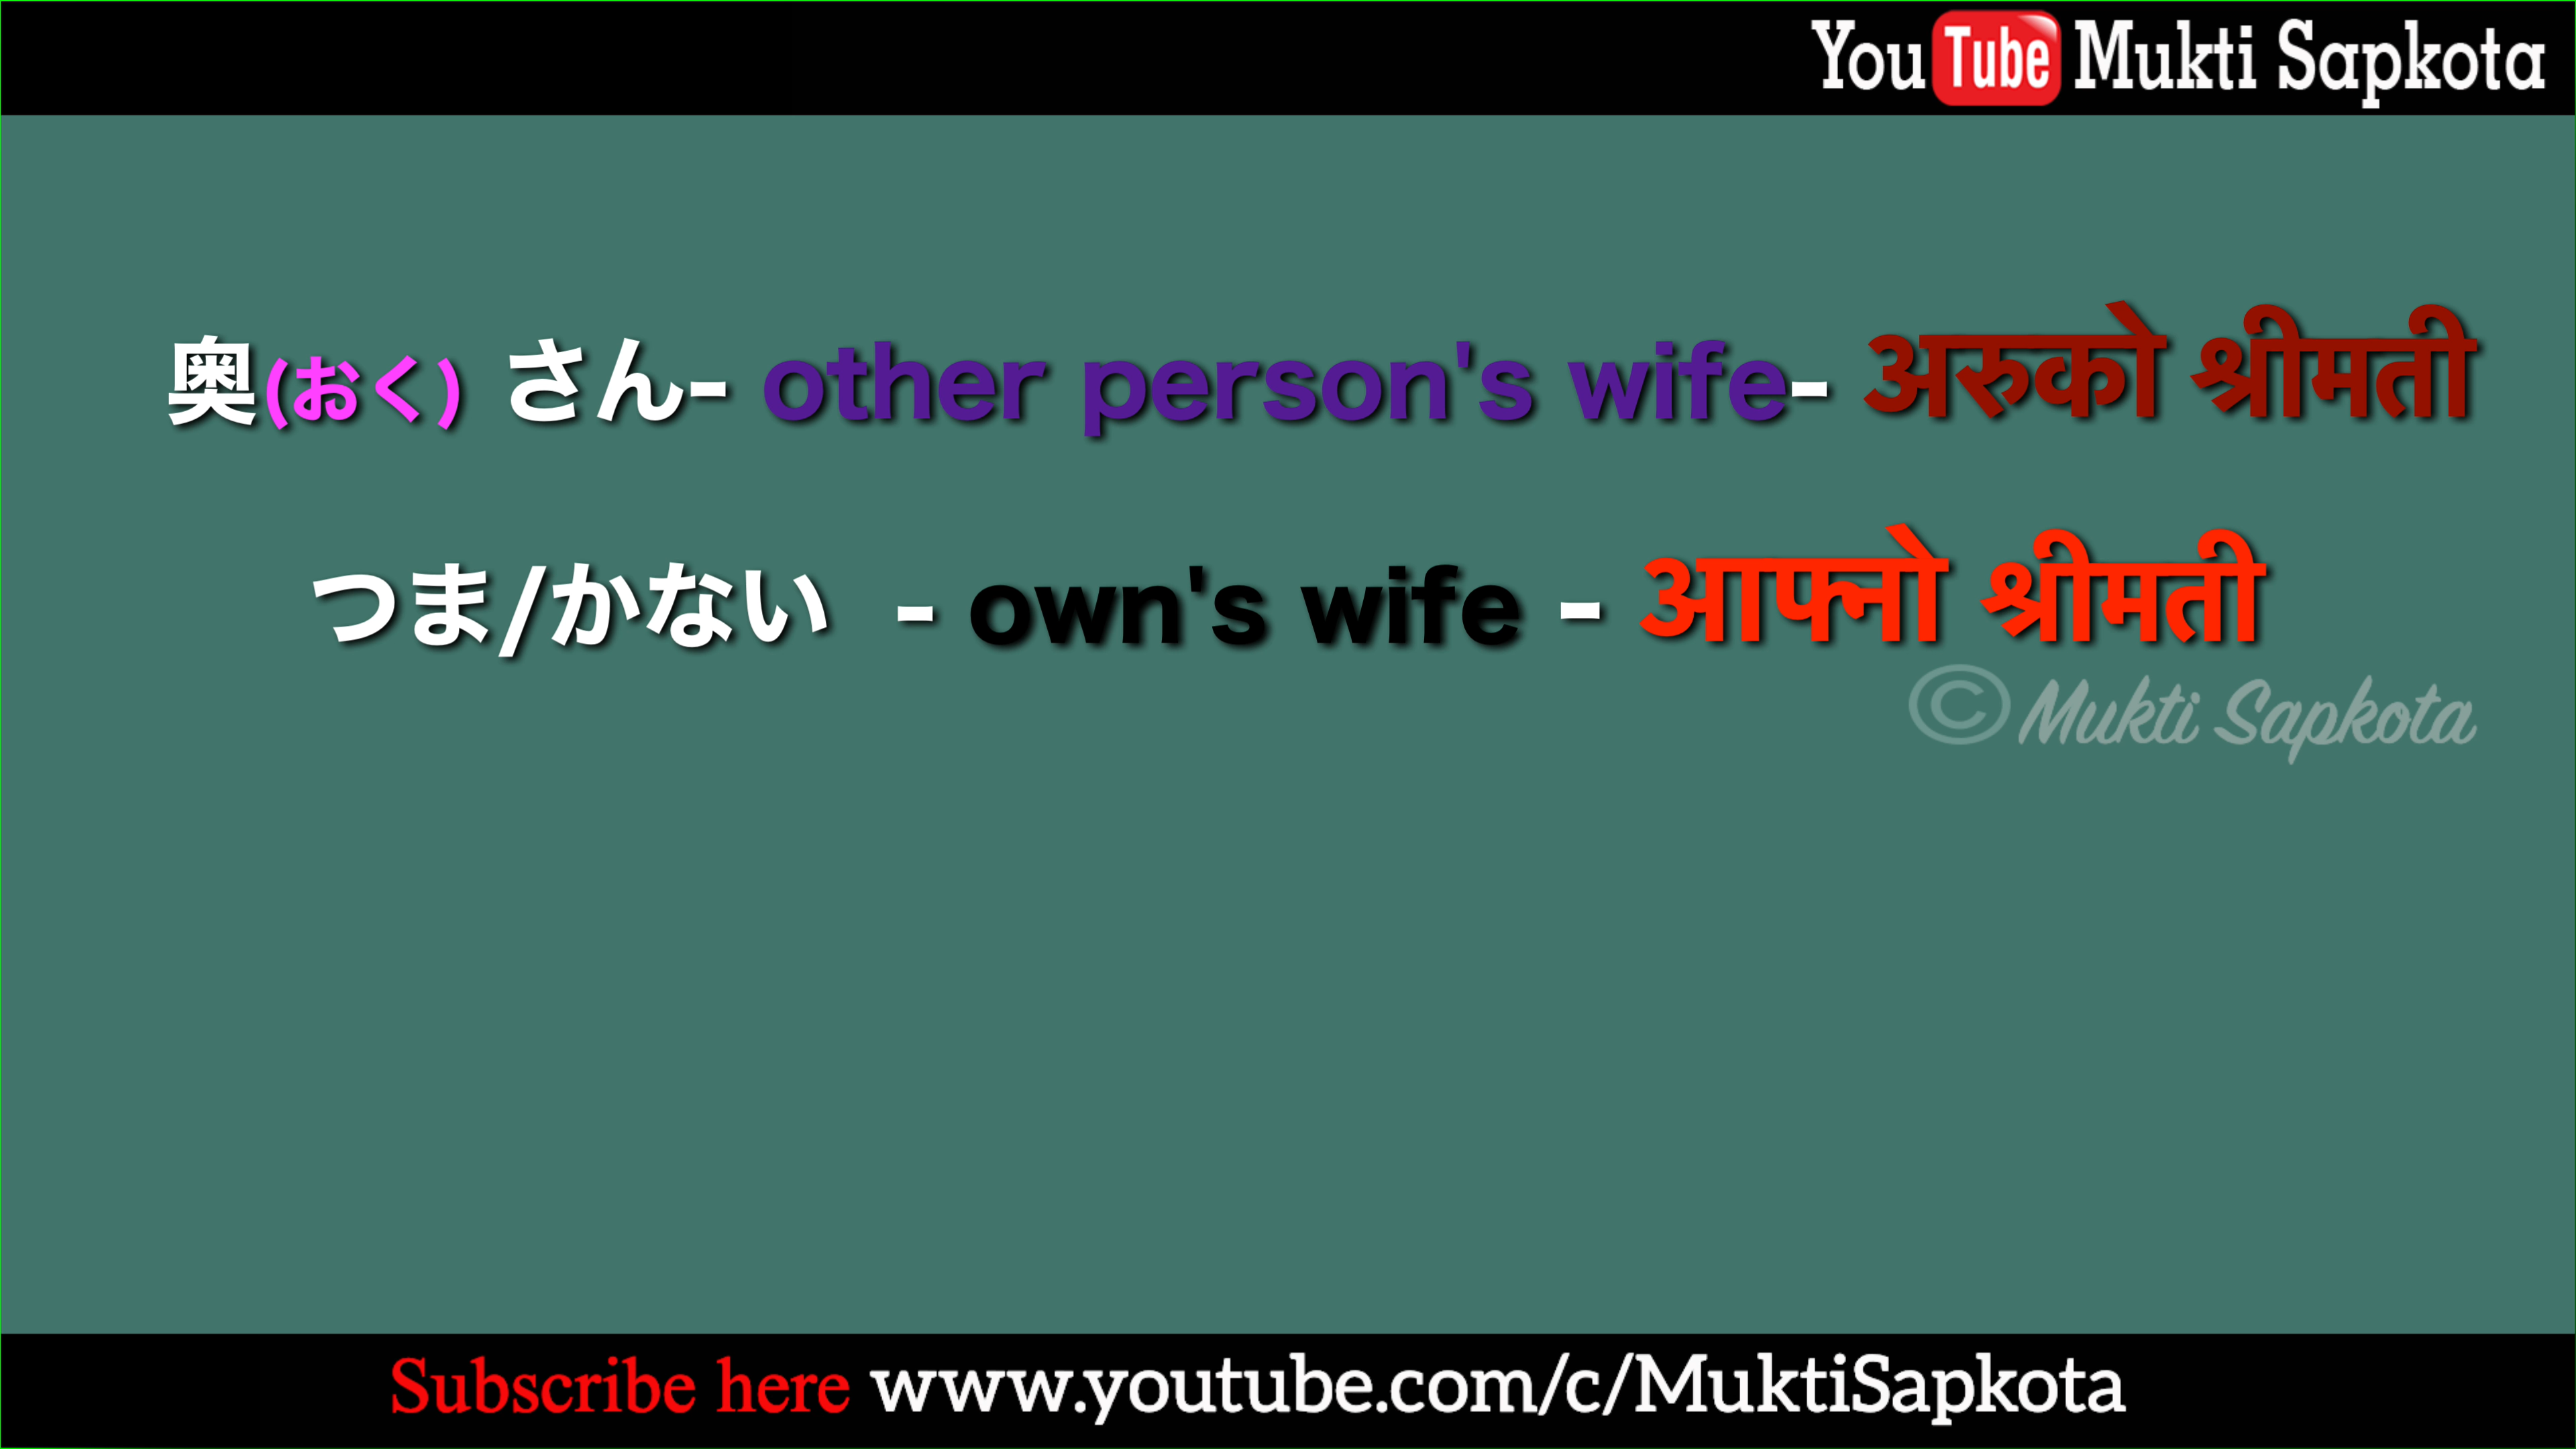 YouTube Mukti Sapkota
奥(おく) さん- other person's wife- अरुको श्रीमती
つま/かない - own's wife - आफ्नो श्रीमती
© Mukti Sapkota
Subscribe here www.youtube.com/c/MuktiSapkota